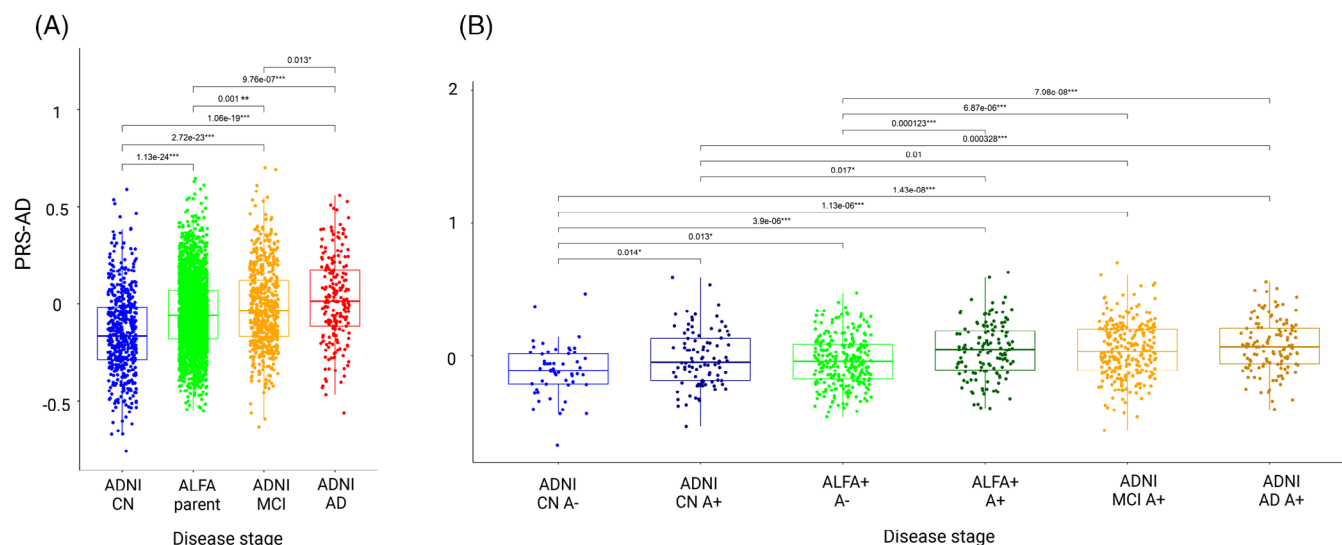 (A)
0.013*
9.76e-07***
0.001 **
1.06e-19***
2.72e-23***
1.13e-24***
1
0.5
0
-0.5
PRS-AD
ADNI CN
ALFA parent
ADNI MCI
ADNI AD
Disease stage
(B)
7.98e-08***
6.87e-06***
0.000123***
0.000328***
0.01
0.017*
1.43e-08***
1.13e-06***
3.9e-06***
0.013*
0.014*
2
1
0
ADNI CN A-
ADNI CN A+
ALFA+ A-
ALFA+ A+
ADNI MCI A+
ADNI AD A+
Disease stage